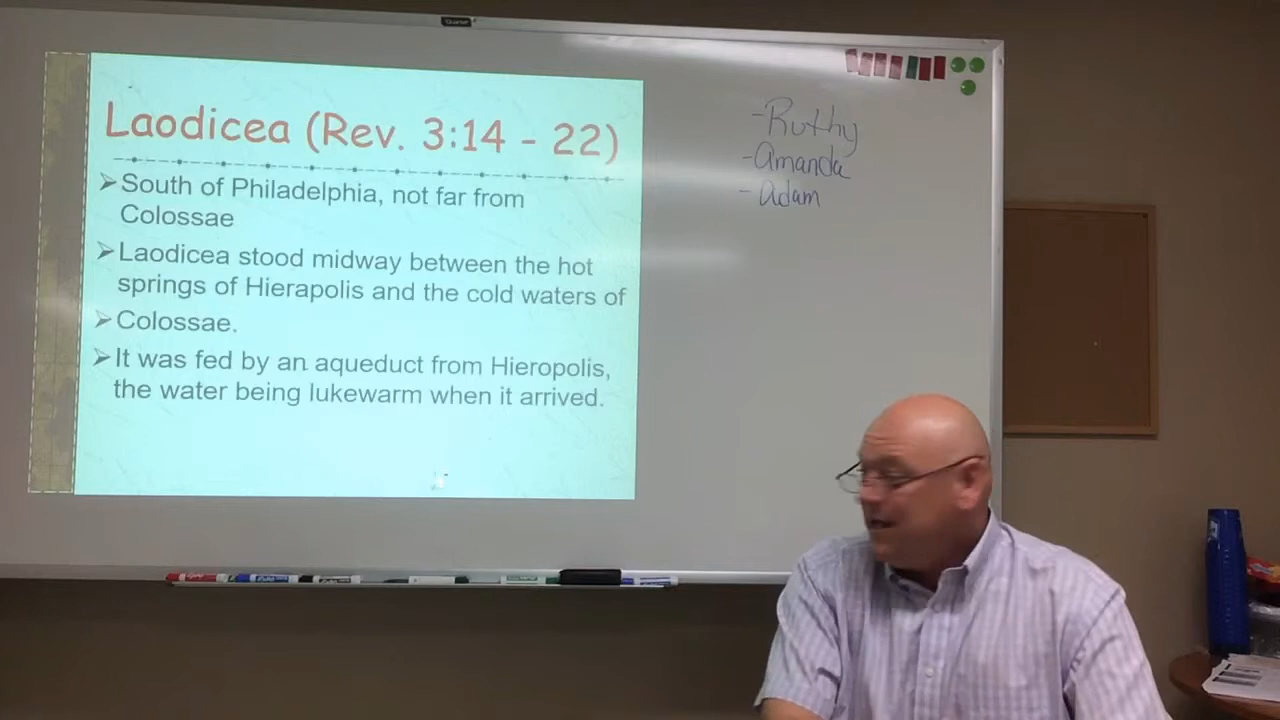 Laodicea (Rev. 3:14 - 22)
South of Philadelphia, not far from
Colossae
Laodicea stood midway between the hot
springs of Hierapolis and the cold waters of
Colossae.
It was fed by an aqueduct from Hieropolis,
the water being lukewarm when it arrived.
-Ruthy
-Amanda
-Adam